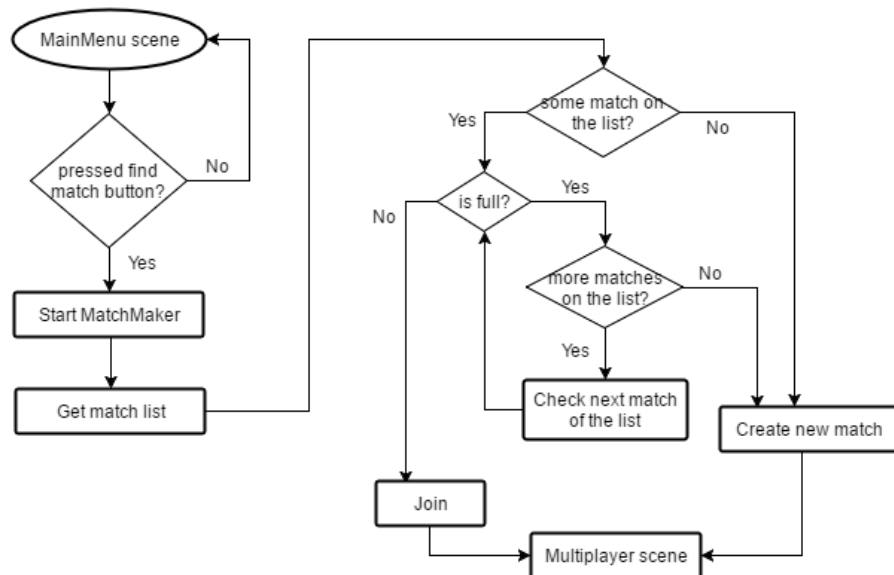 MainMenu scene
pressed find
match button?
No
Yes
Start MatchMaker
Get match list
some match on
the list?
Yes
No
is full?
Yes
No
more matches
on the list?
No
Yes
Check next match
of the list
Create new match
Join
Multiplayer scene